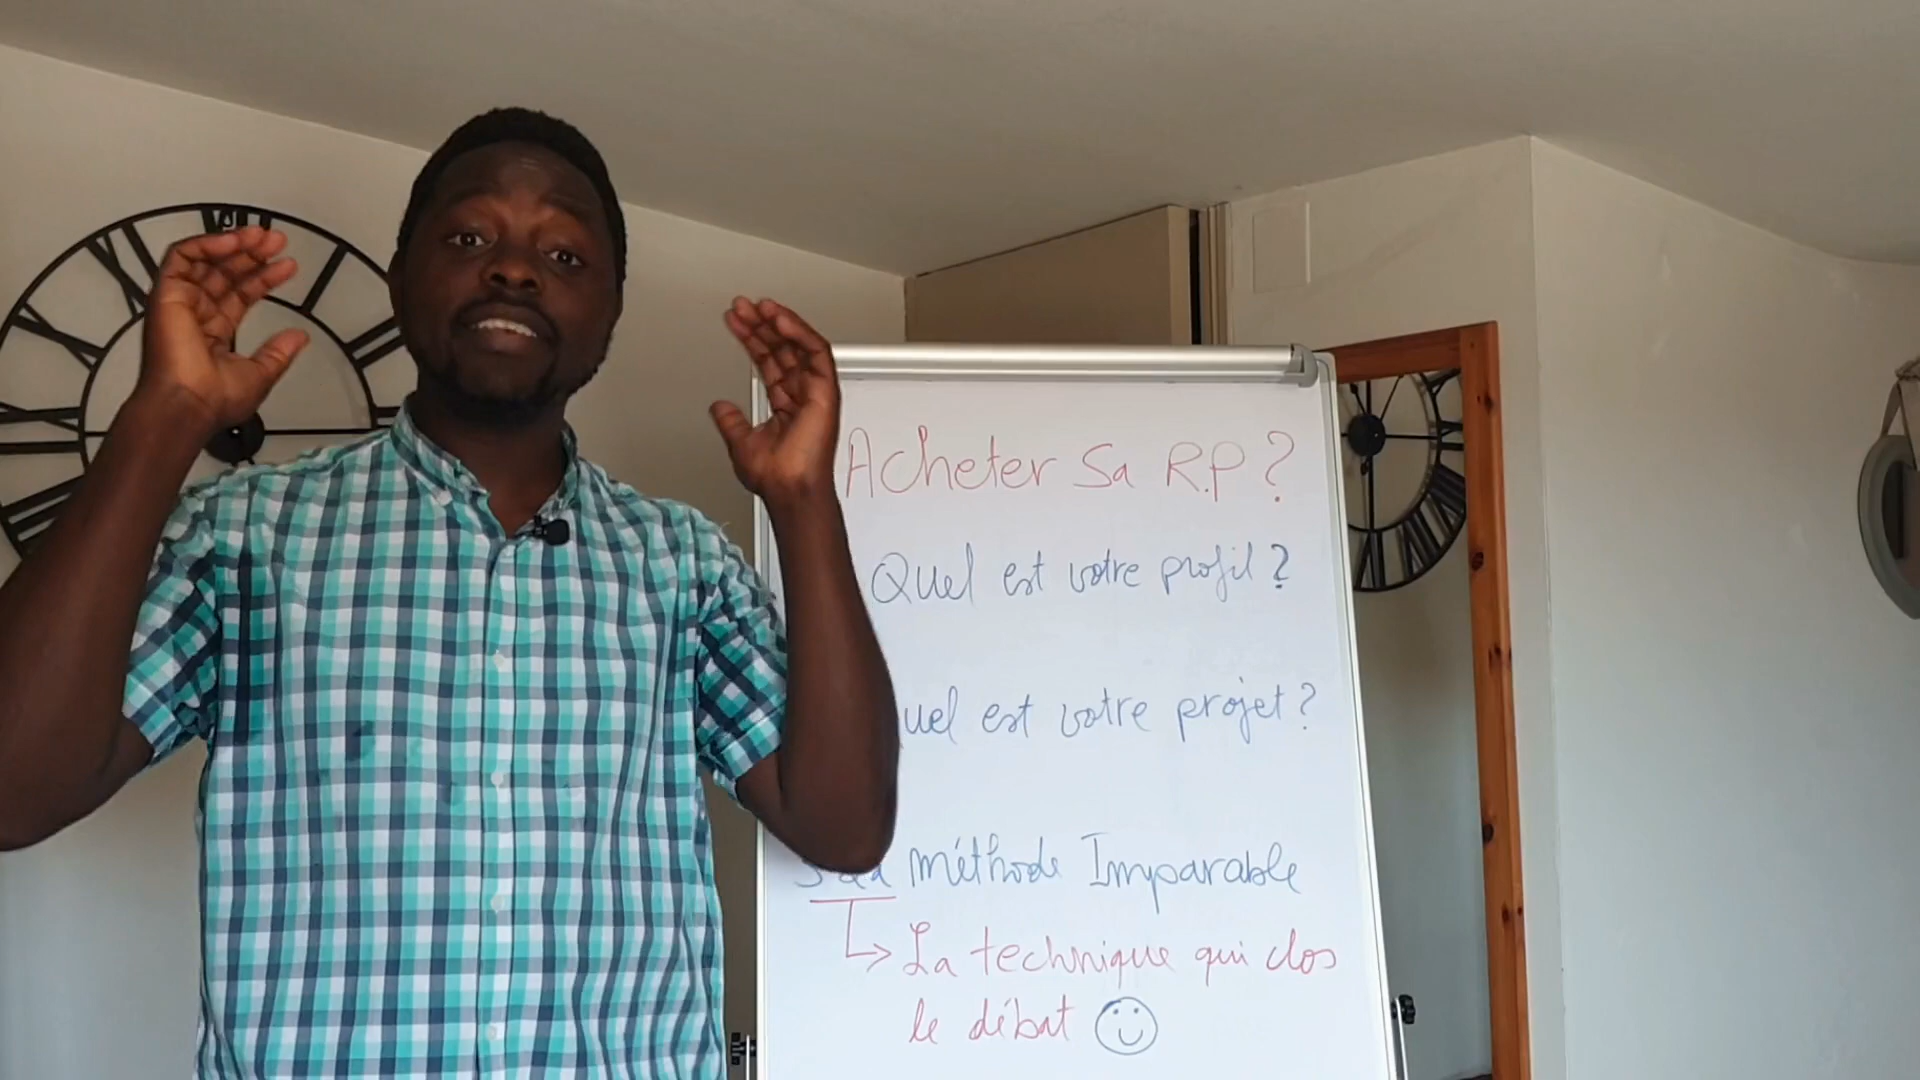 Acheter Sa R.P ?
Quel est votre profil ?
uel est votre projet ?
méthode Imparable
La technique qui clos
le débat